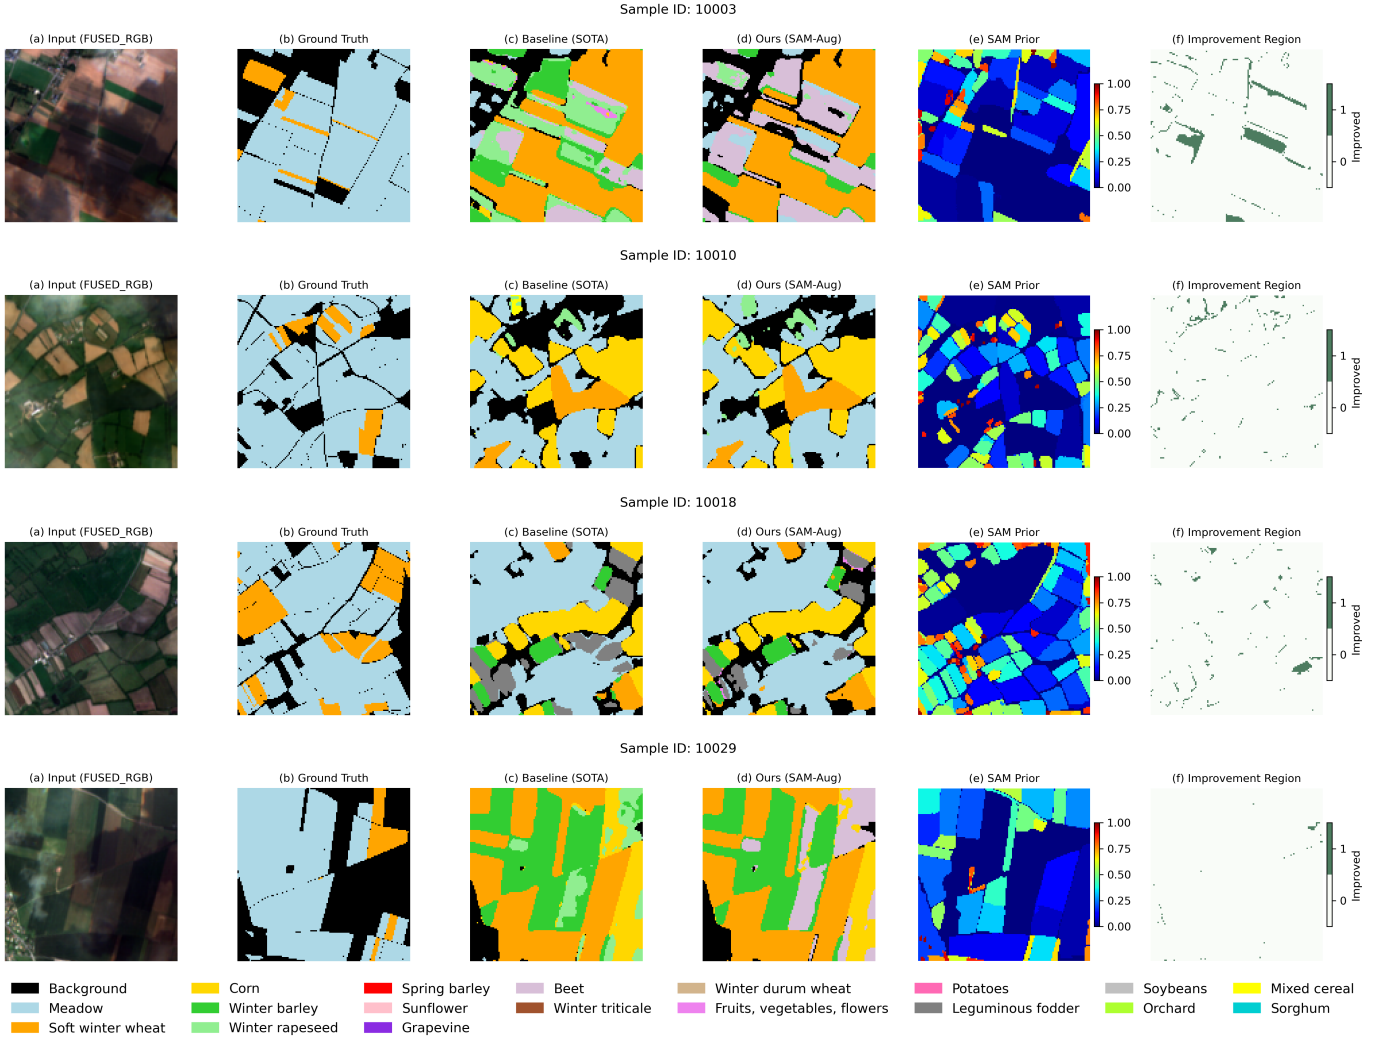 Sample ID: 10003
(a) Input (FUSED_RGB) (b) Ground Truth (c) Baseline (SOTA) (d) Ours (SAM-Aug) (e) SAM Prior (f) Improvement Region
1.00
0.75
0.50
0.25
0.00
1
0
Improved
Sample ID: 10010
(a) Input (FUSED_RGB) (b) Ground Truth (c) Baseline (SOTA) (d) Ours (SAM-Aug) (e) SAM Prior (f) Improvement Region
1.00
0.75
0.50
0.25
0.00
1
0
Improved
Sample ID: 10018
(a) Input (FUSED_RGB) (b) Ground Truth (c) Baseline (SOTA) (d) Ours (SAM-Aug) (e) SAM Prior (f) Improvement Region
1.00
0.75
0.50
0.25
0.00
1
0
Improved
Sample ID: 10029
(a) Input (FUSED_RGB) (b) Ground Truth (c) Baseline (SOTA) (d) Ours (SAM-Aug) (e) SAM Prior (f) Improvement Region
1.00
0.75
0.50
0.25
0.00
1
0
Improved
Background Corn Spring barley Beet Winter durum wheat Potatoes Soybeans Mixed cereal
Meadow Winter barley Sunflower Winter triticale Fruits, vegetables, flowers Leguminous fodder Orchard Sorghum
Soft winter wheat Winter rapeseed Grapevine